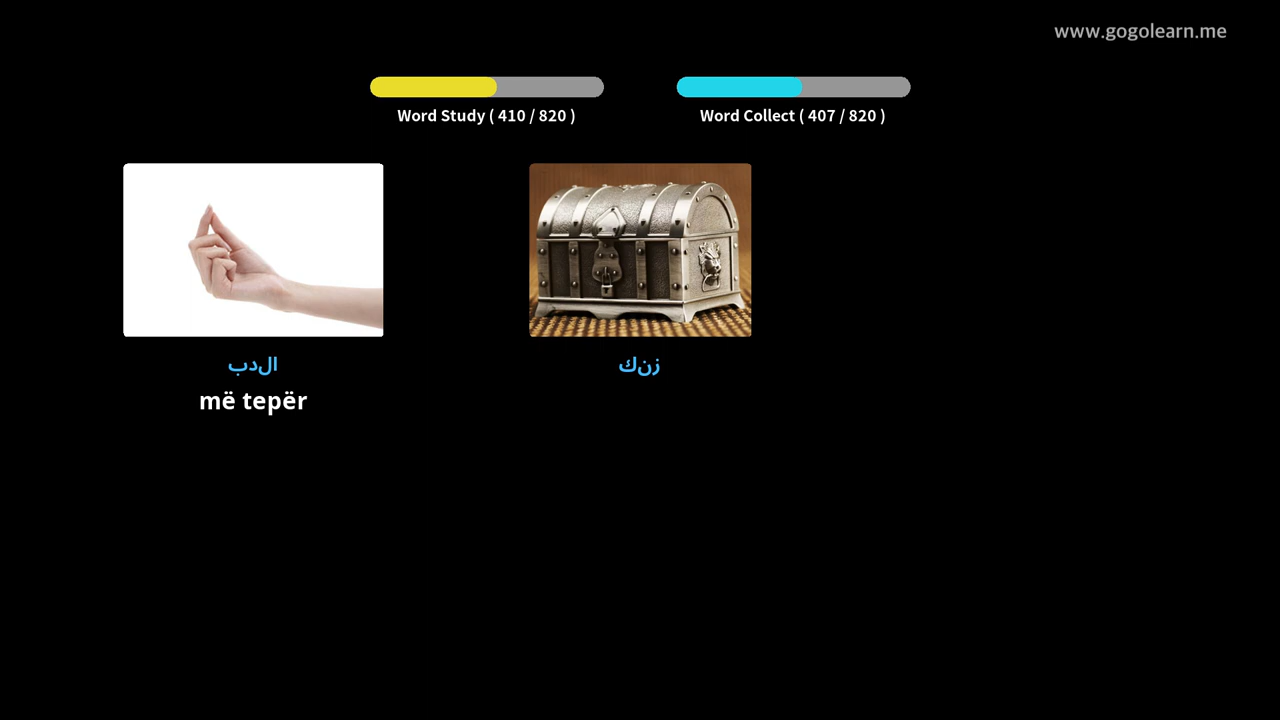 www.gogolearn.me
Word Study ( 410 / 820 )
Word Collect ( 407 / 820 )
الدب
زنك
më tepër